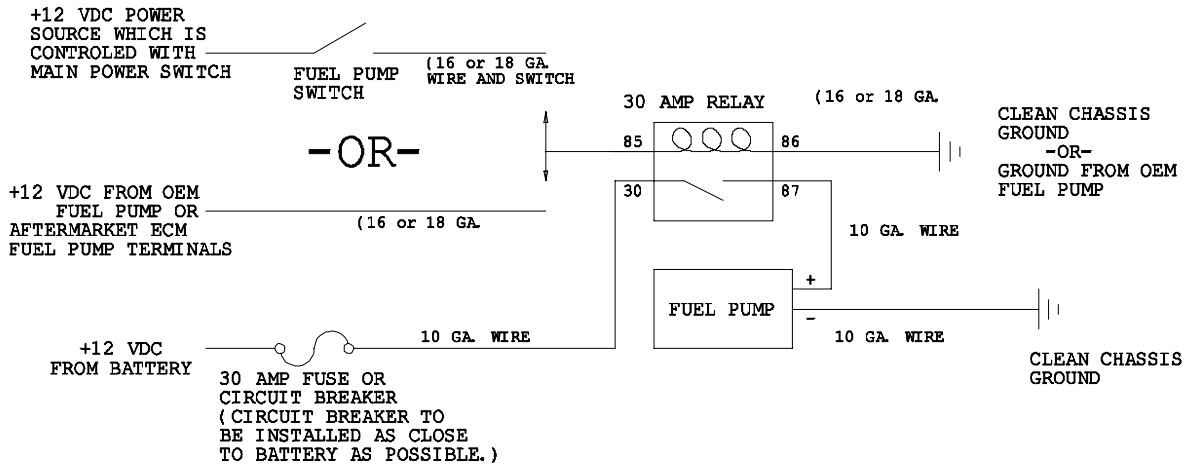 +12 VDC POWER
SOURCE WHICH IS
CONTROLED WITH
MAIN POWER SWITCH
FUEL PUMP
SWITCH
(16 or 18 GA.
WIRE AND SWITCH
-OR-
+12 VDC FROM OEM
FUEL PUMP OR
AFTERMARKET ECM
FUEL PUMP TERMINALS
(16 or 18 GA.
30 AMP RELAY
85
86
30
87
(16 or 18 GA.
CLEAN CHASSIS
GROUND
-OR-
GROUND FROM OEM
FUEL PUMP
10 GA. WIRE
FUEL PUMP
+
-
10 GA. WIRE
CLEAN CHASSIS
GROUND
+12 VDC
FROM BATTERY
10 GA. WIRE
30 AMP FUSE OR
CIRCUIT BREAKER
(CIRCUIT BREAKER TO
BE INSTALLED AS CLOSE
TO BATTERY AS POSSIBLE.)